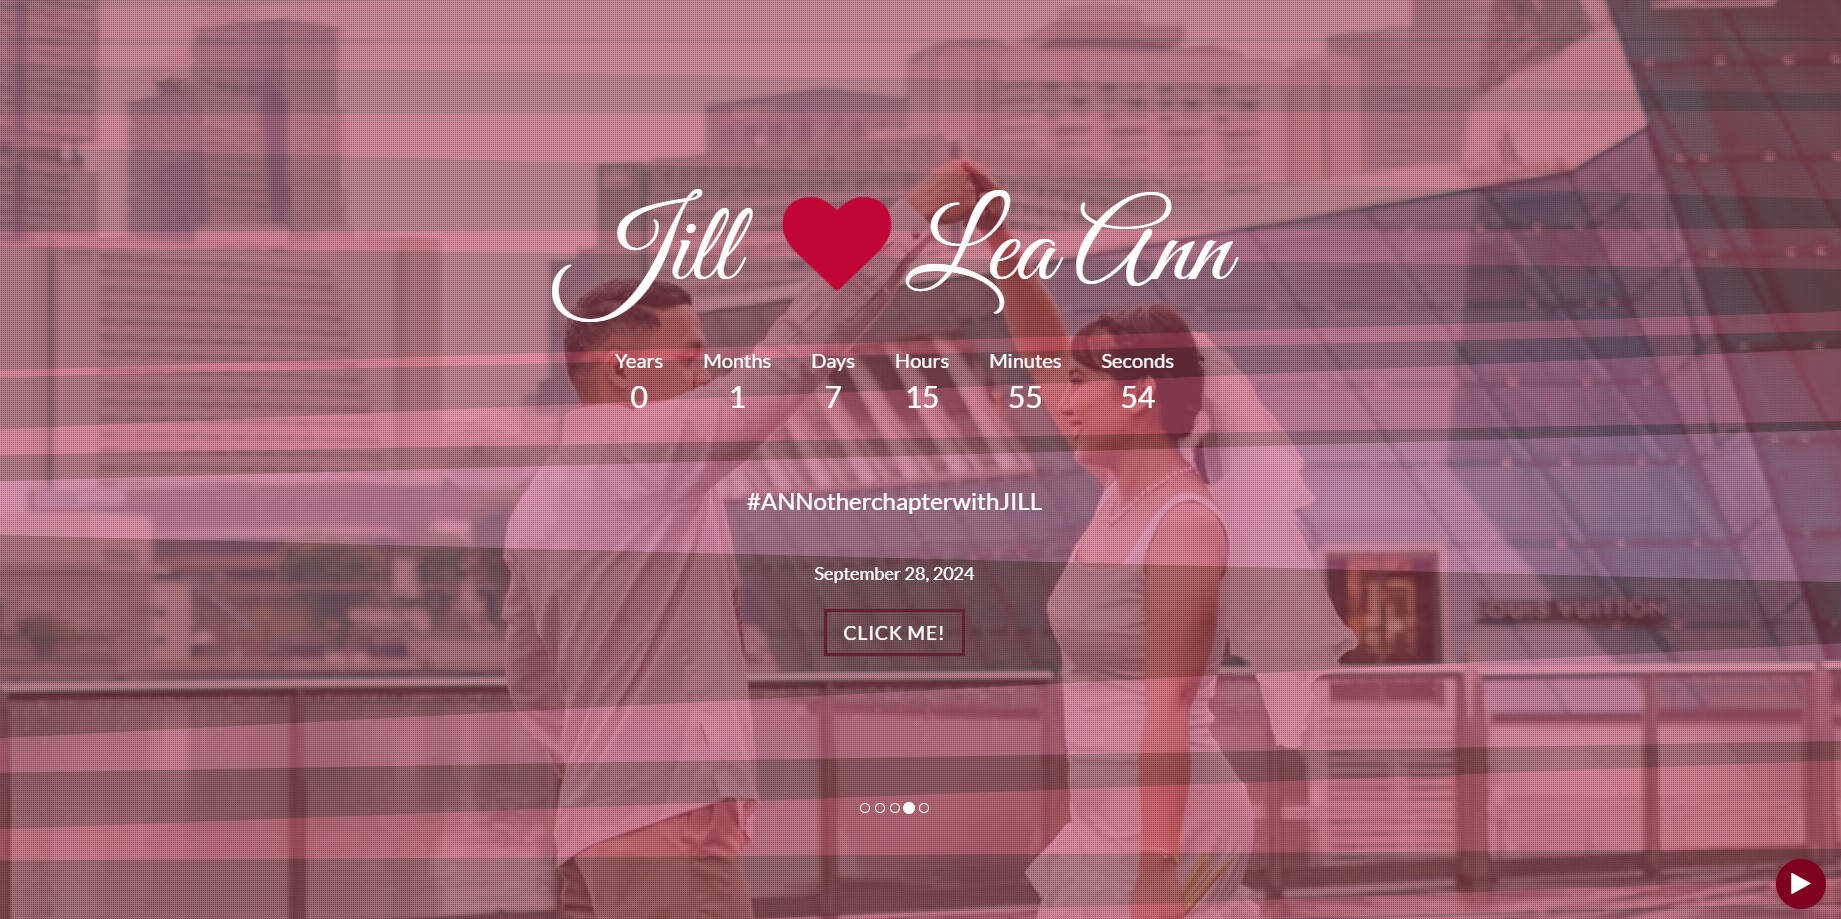 Jill Lea Ann
Years Months Days Hours Minutes Seconds
0 1 7 15 55 54
#ANNotherchapterwithJILL
September 28, 2024
CLICK ME!
LOUIS VUITTON